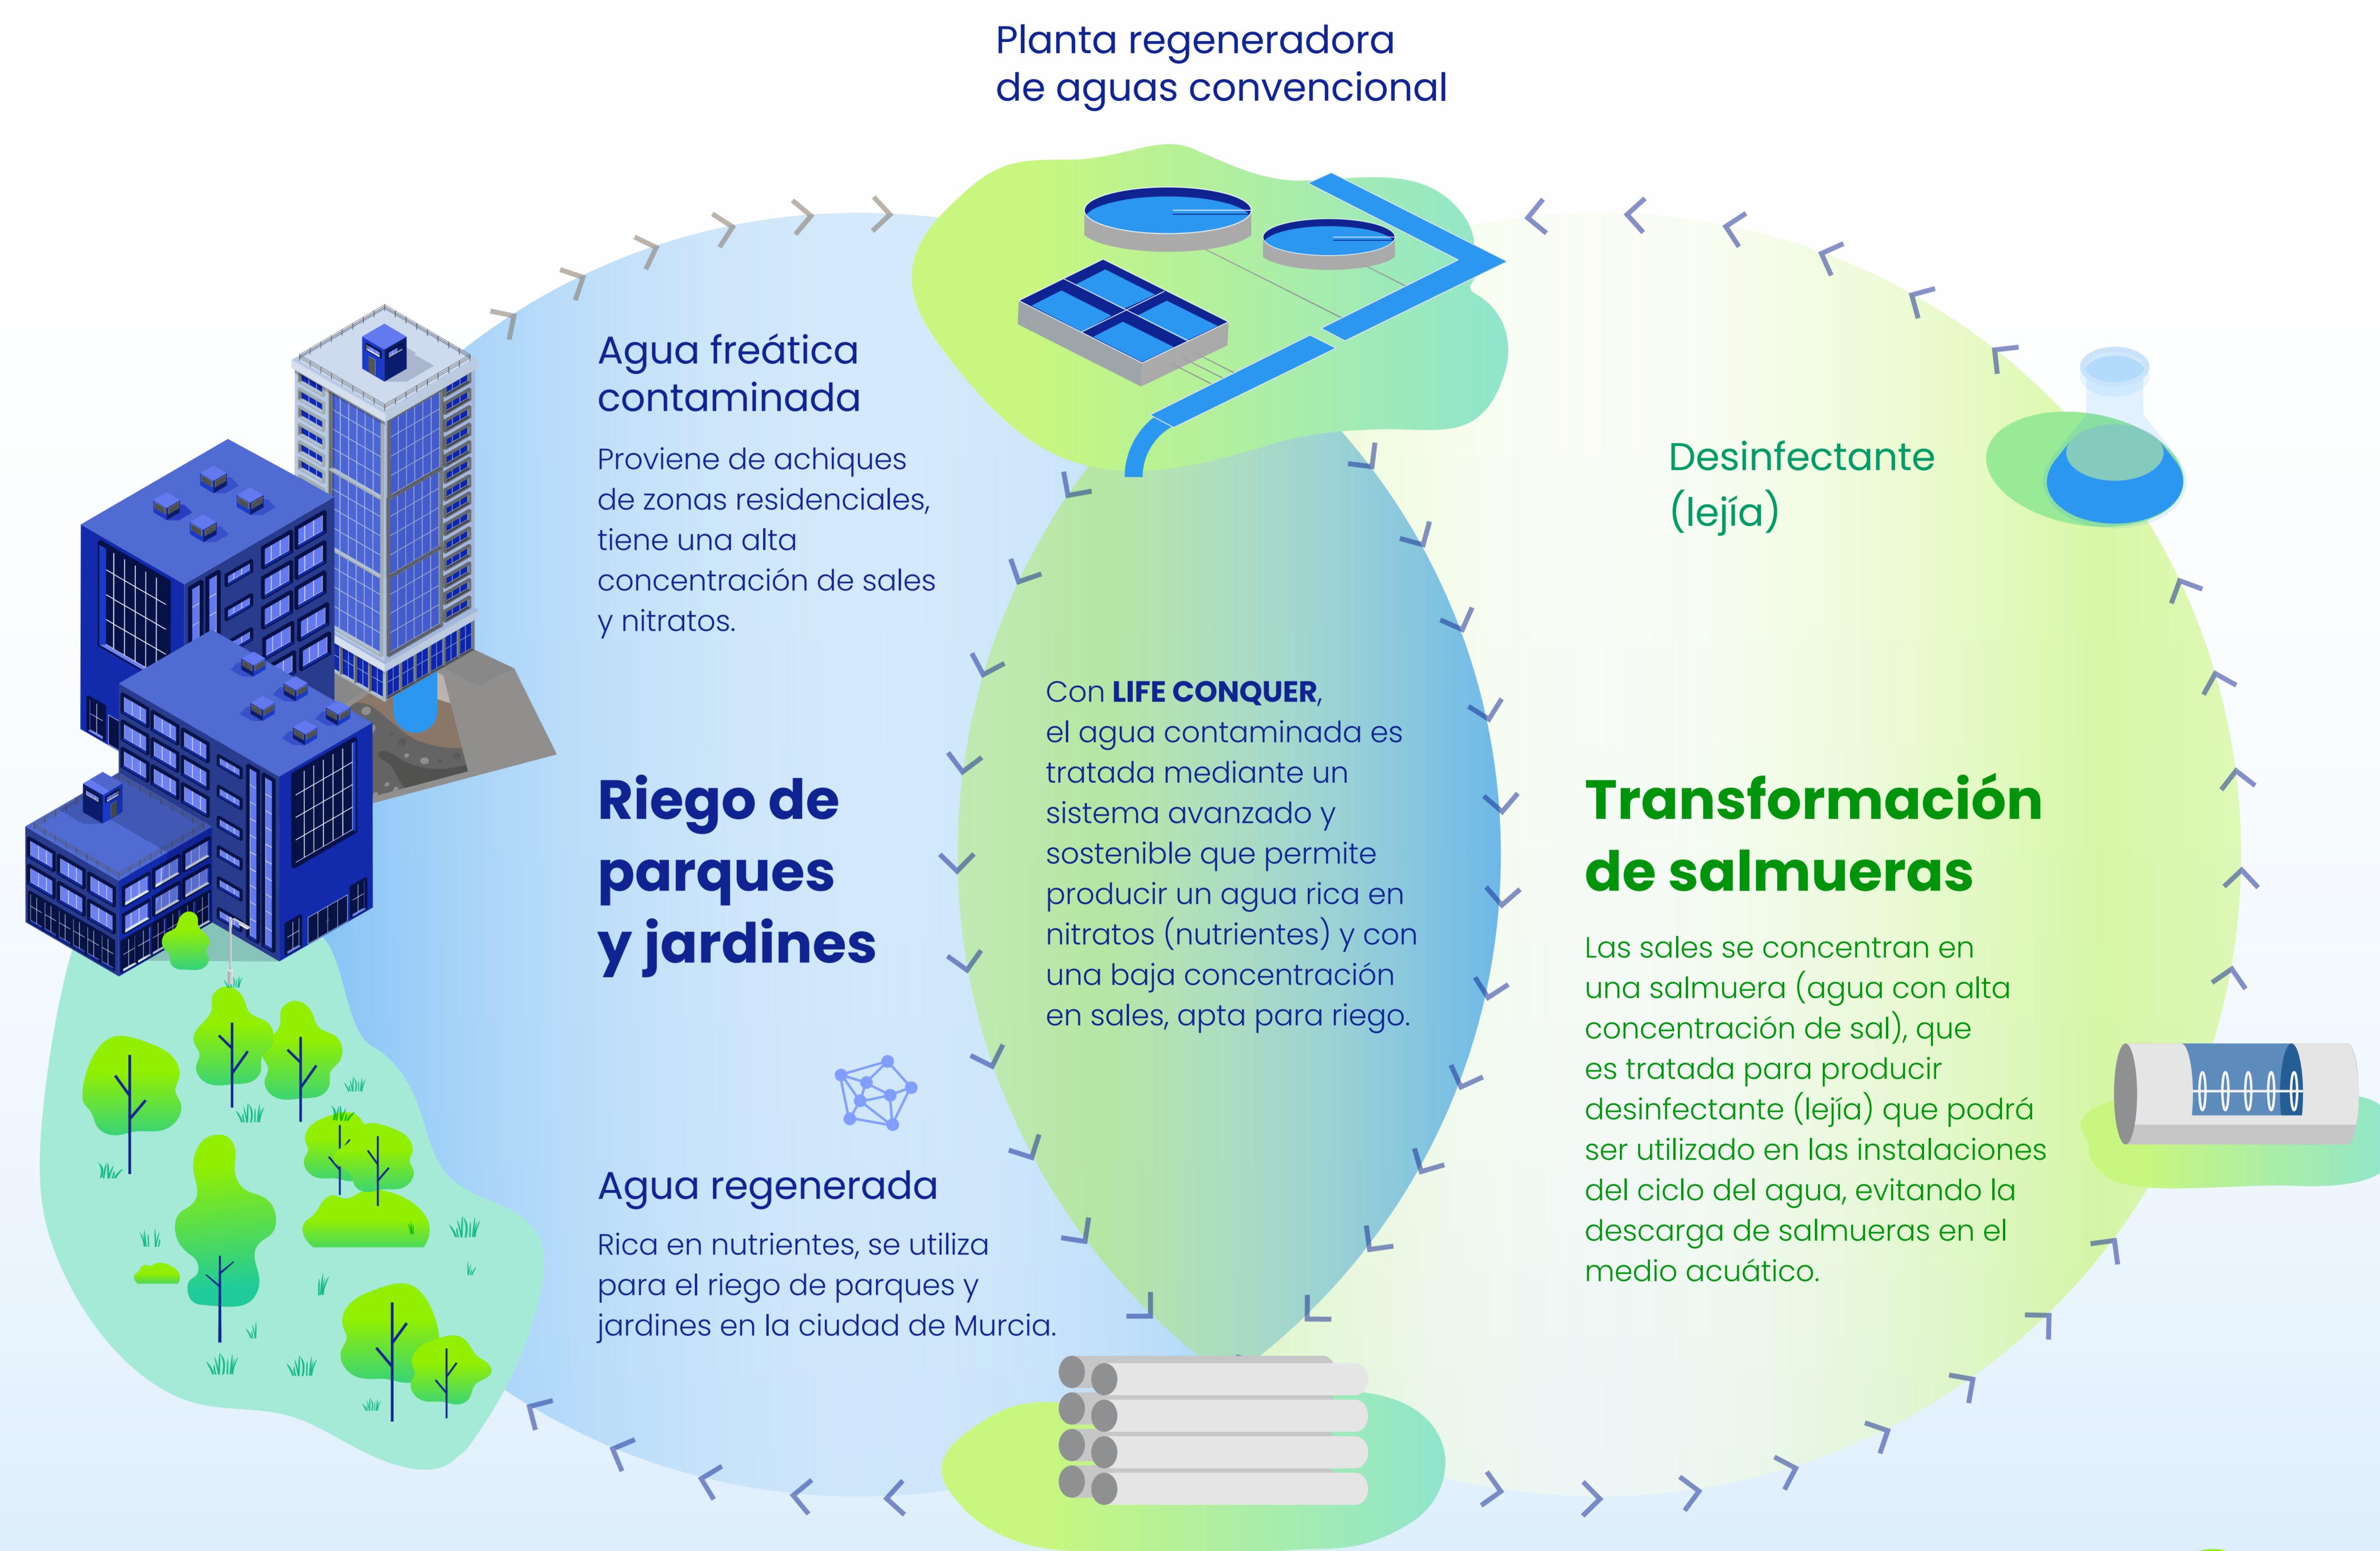 Planta regeneradora
de aguas convencional
Agua freática
contaminada
Proviene de achiques
de zonas residenciales,
tiene una alta
concentración de sales
y nitratos.
Riego de
parques
y jardines
Agua regenerada
Rica en nutrientes, se utiliza
para el riego de parques y
jardines en la ciudad de Murcia.
Con LIFE CONQUER,
el agua contaminada es
tratada mediante un
sistema avanzado y
sostenible que permite
producir un agua rica en
nitratos (nutrientes) y con
una baja concentración
en sales, apta para riego.
Desinfectante
(lejía)
Transformación
de salmueras
Las sales se concentran en
una salmuera (agua con alta
concentración de sal), que
es tratada para producir
desinfectante (lejía) que podrá
ser utilizado en las instalaciones
del ciclo del agua, evitando la
descarga de salmueras en el
medio acuático.